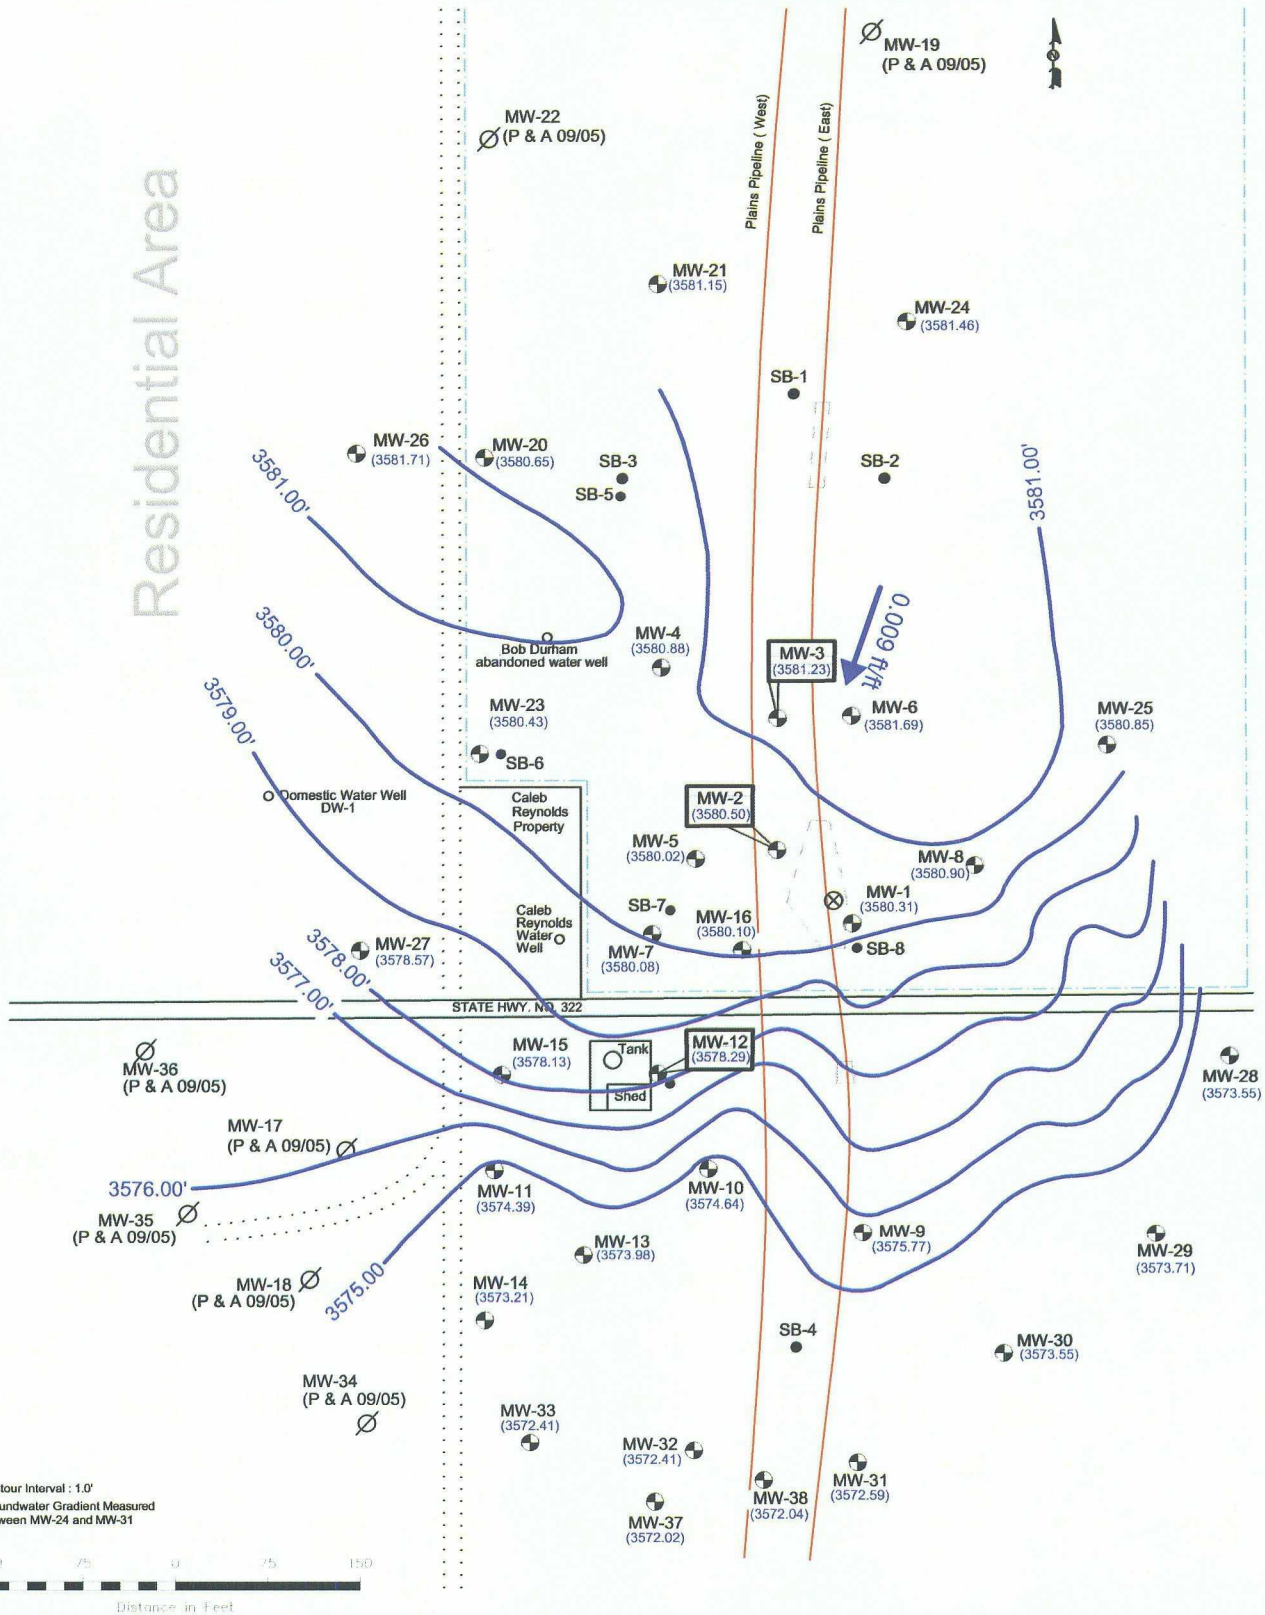 MW-19
(P & A 09/05)
N
MW-22
(P & A 09/05)
Plains Pipeline ( West)
Plains Pipeline ( East)
Residential Area
MW-21
(3581.15)
MW-24
(3581.46)
SB-1
MW-26
(3581.71)
MW-20
(3580.65)
SB-3
SB-5
SB-2
3581.00'
3581.00'
0.009 ft/ft
3580.00'
Bob Durham
abandoned water well
MW-4
(3580.88)
MW-3
(3581.23)
MW-23
(3580.43)
SB-6
MW-6
(3581.69)
MW-25
(3580.85)
3579.00'
Domestic Water Well
DW-1
Caleb
Reynolds
Property
MW-2
(3580.50)
MW-5
(3580.02)
MW-8
(3580.90)
MW-1
(3580.31)
SB-7
MW-16
(3580.10)
Caleb
Reynolds
Water
Well
MW-7
(3580.08)
SB-8
MW-27
(3578.57)
3578.00'
3577.00'
STATE HWY. NO. 322
MW-36
(P & A 09/05)
MW-15
(3578.13)
Tank
Shed
MW-12
(3578.29)
MW-28
(3573.55)
MW-17
(P & A 09/05)
3576.00'
MW-35
(P & A 09/05)
MW-11
(3574.39)
MW-10
(3574.64)
MW-13
(3573.98)
MW-9
(3575.77)
MW-29
(3573.71)
MW-18
(P & A 09/05)
3575.00
MW-14
(3573.21)
SB-4
MW-30
(3573.55)
MW-34
(P & A 09/05)
MW-33
(3572.41)
MW-32
(3572.41)
MW-31
(3572.59)
MW-38
(3572.04)
MW-37
(3572.02)
tour Interval : 1.0'
undwater Gradient Measured
ween MW-24 and MW-31
75 0 75 150
Distance in Feet